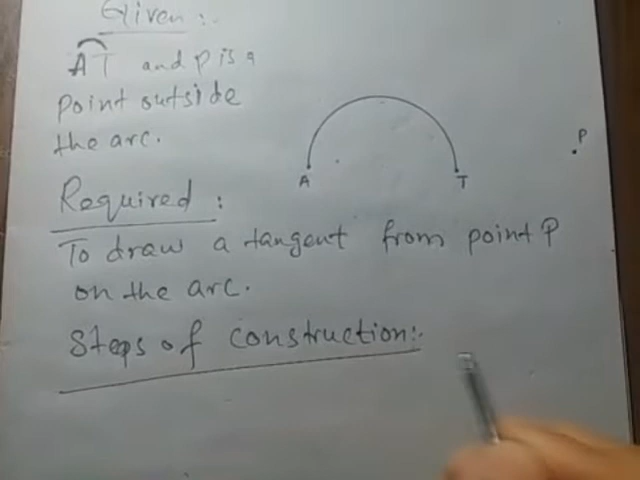 Given :-
AT and P is a
point outside
the arc.
P
A
T
Required :
To draw a tangent from point P
on the arc.
Steps of construction:-